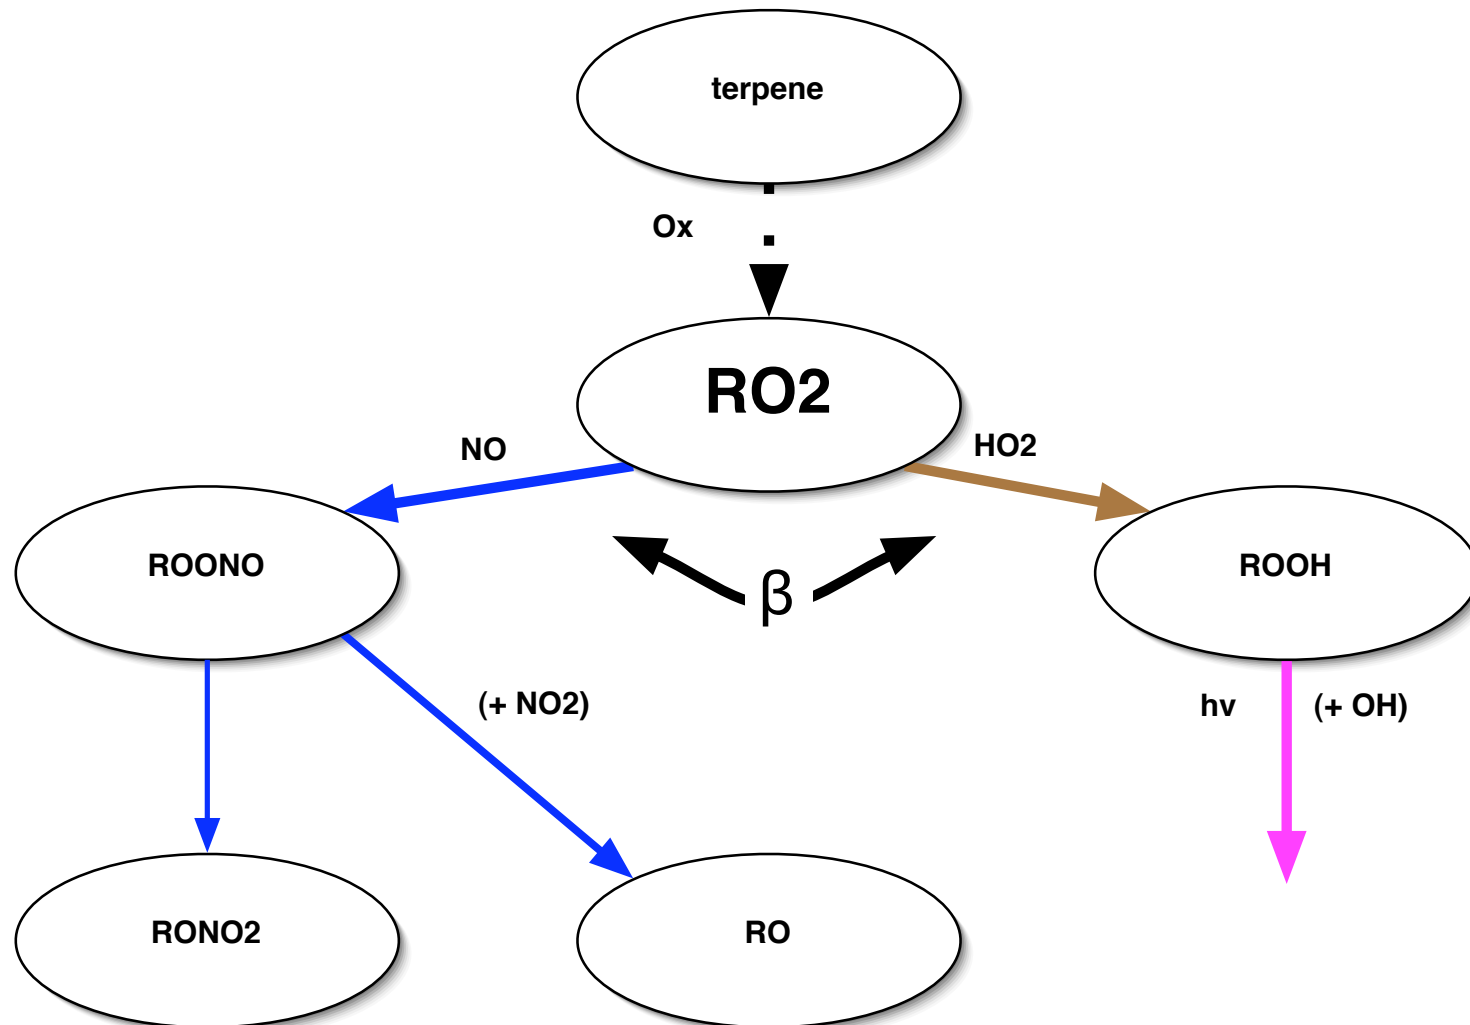 terpene
Ox
RO2
NO
HO2
ROONO
β
ROOH
(+ NO2)
hv
(+ OH)
RONO2
RO